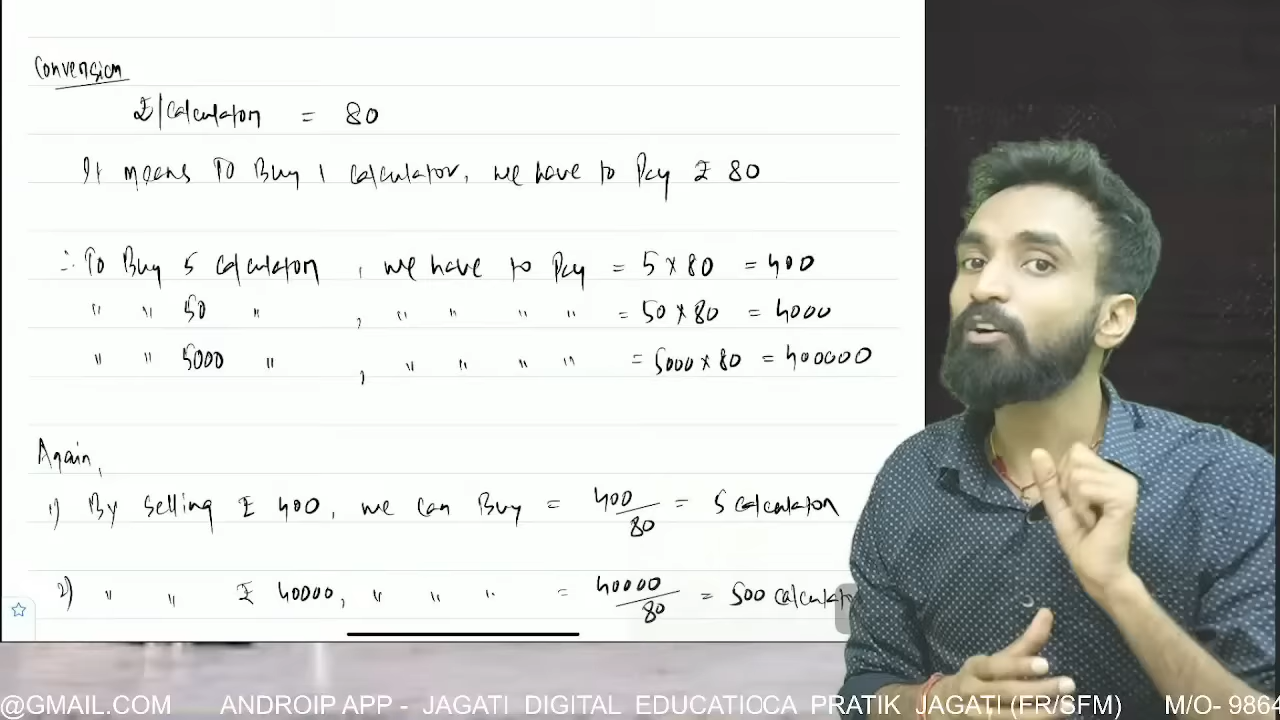 Conversion
₹/Calculator = 80
It means To Buy 1 calculator, we have to Pay ₹ 80
∴ To Buy 5 calculator, we have to Pay = 5 × 80 = 400
" " 50 " , " " " " = 50 × 80 = 4000
" " 5000 " , " " " " = 5000 × 80 = 400000
Again,
1) By selling ₹ 400, we can Buy = 400/80 = 5 calculator
2) " " ₹ 40000, " " " = 40000/80 = 500 calculat
@GMAIL.COM ANDROIP APP - JAGATI DIGITAL EDUCATIOCCA PRATIK JAGATI (FR/SFM) M/O- 9864